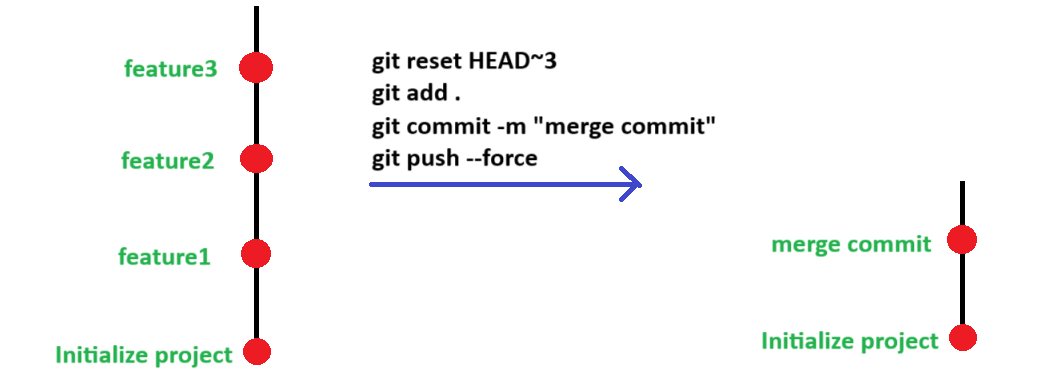 feature3
feature2
feature1
Initialize project
git reset HEAD~3
git add .
git commit -m "merge commit"
git push --force
merge commit
Initialize project